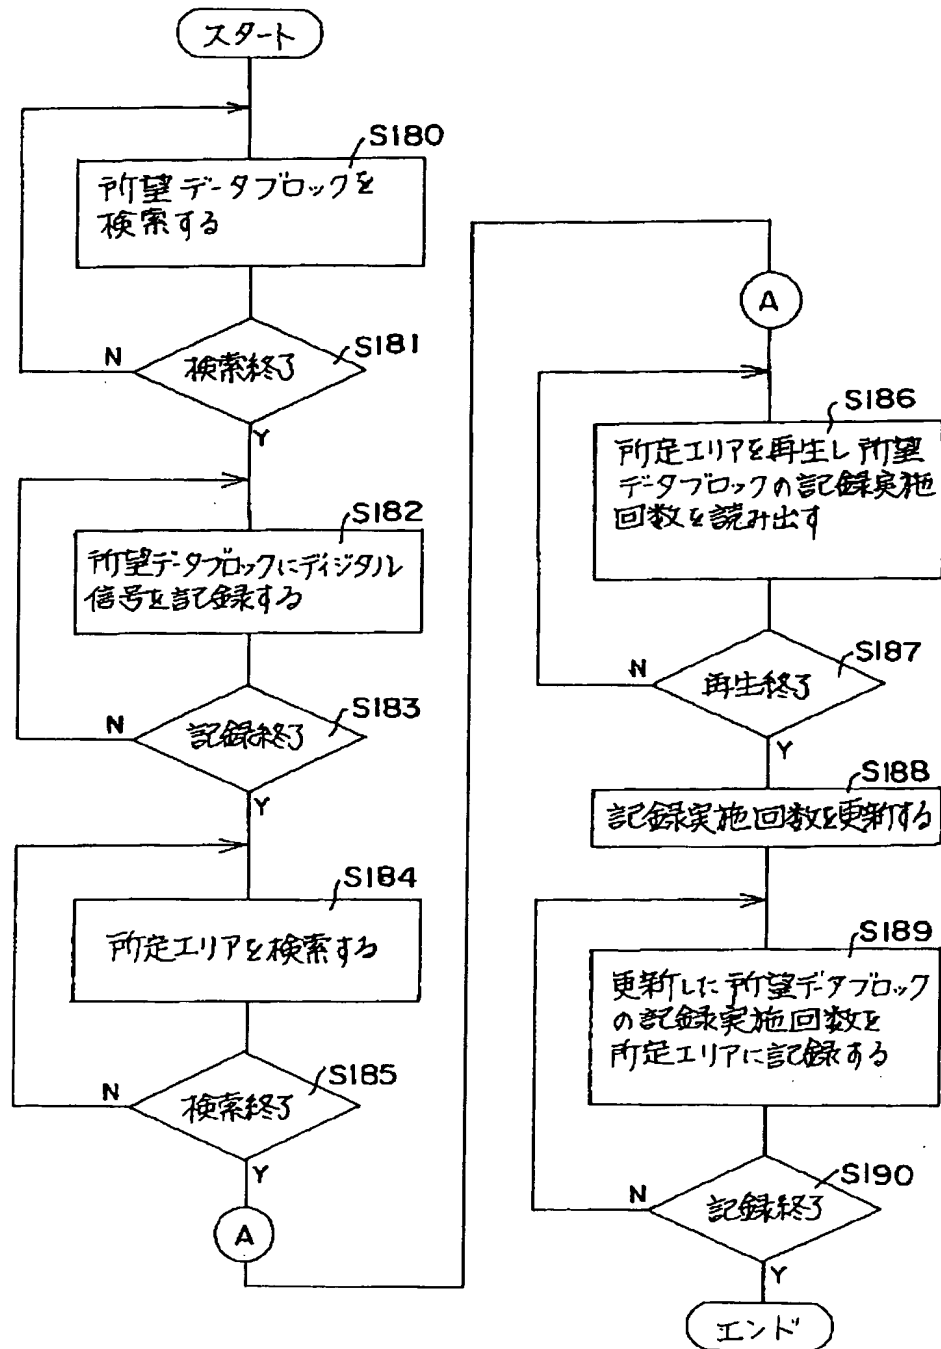 スタート
S180
所望データブロックを
検索する
S181
検索終了
N
Y
S182
所望データブロックにディジタル
信号を記録する
S183
記録終了
N
Y
S184
所定エリアを検索する
S185
検索終了
N
Y
A
A
S186
所定エリアを再生し所望
データブロックの記録実施
回数を読み出す
S187
再生終了
N
Y
S188
記録実施回数を更新する
S189
更新した所望データブロック
の記録実施回数を
所定エリアに記録する
S190
記録終了
N
Y
エンド